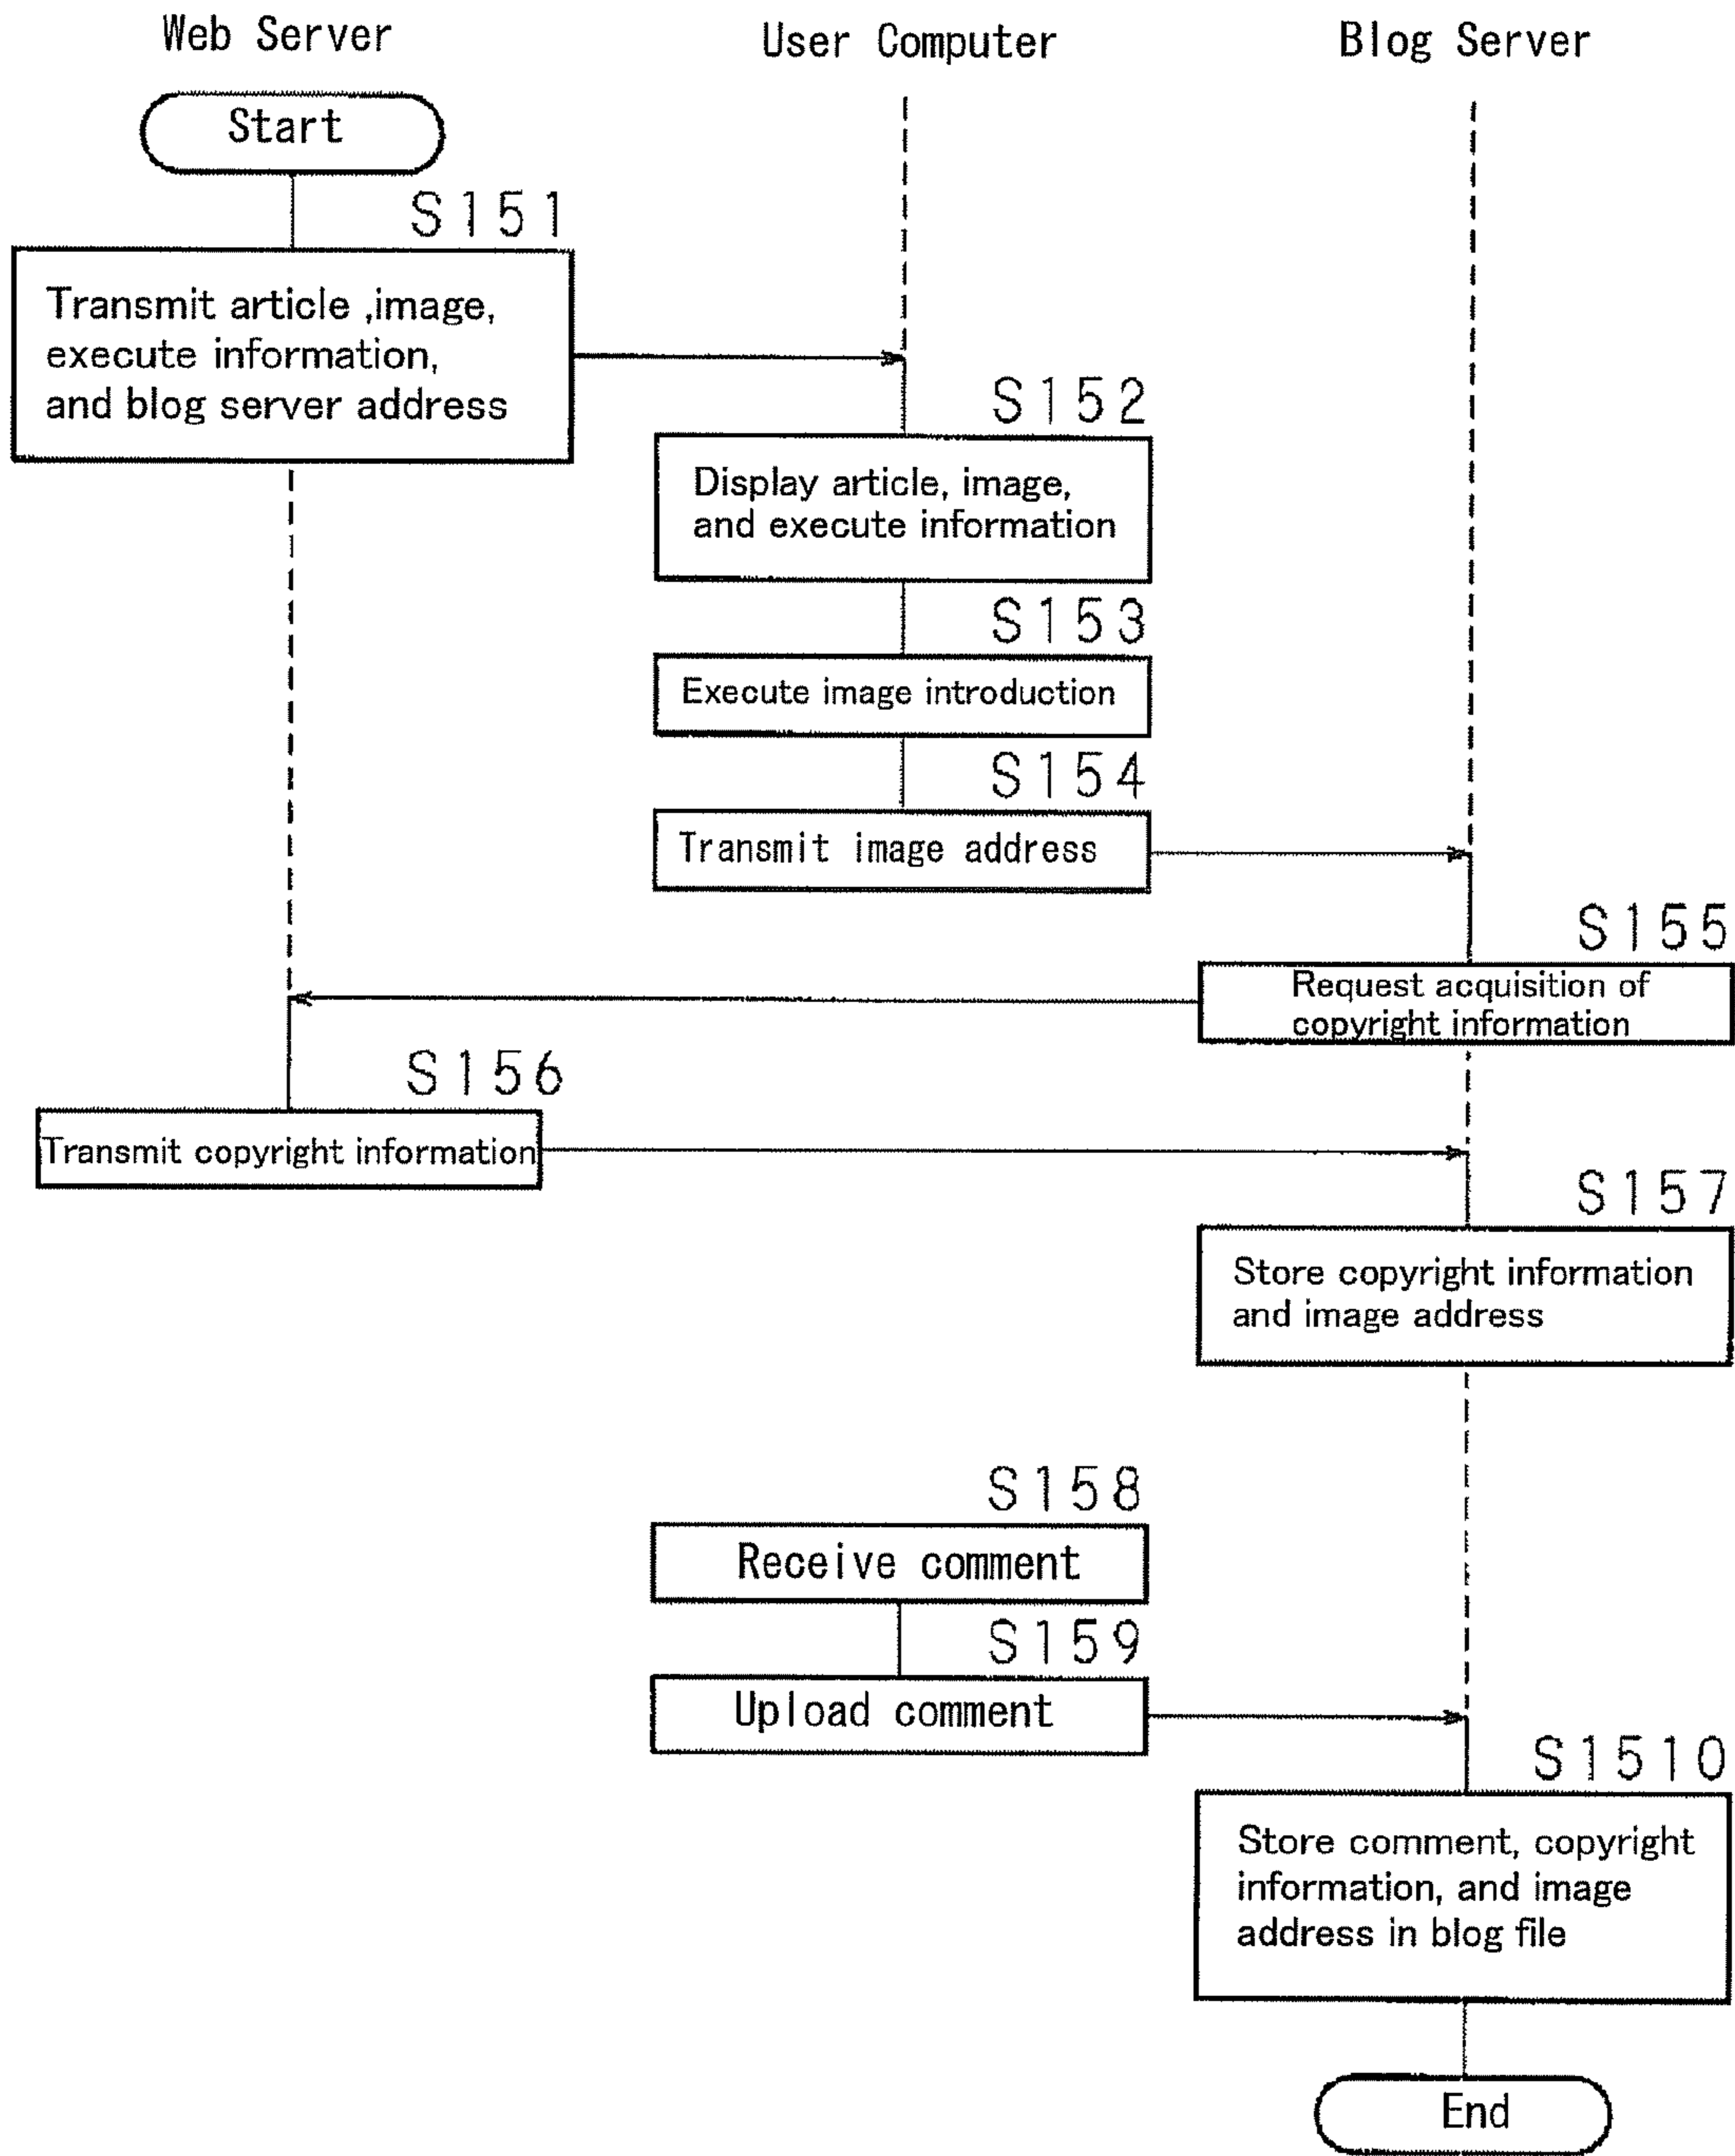 Web Server
User Computer
Blog Server
Start
S151
Transmit article ,image,
execute information,
and blog server address
S152
Display article, image,
and execute information
S153
Execute image introduction
S154
Transmit image address
S155
Request acquisition of
copyright information
S156
Transmit copyright information
S157
Store copyright information
and image address
S158
Receive comment
S159
Upload comment
S1510
Store comment, copyright
information, and image
address in blog file
End